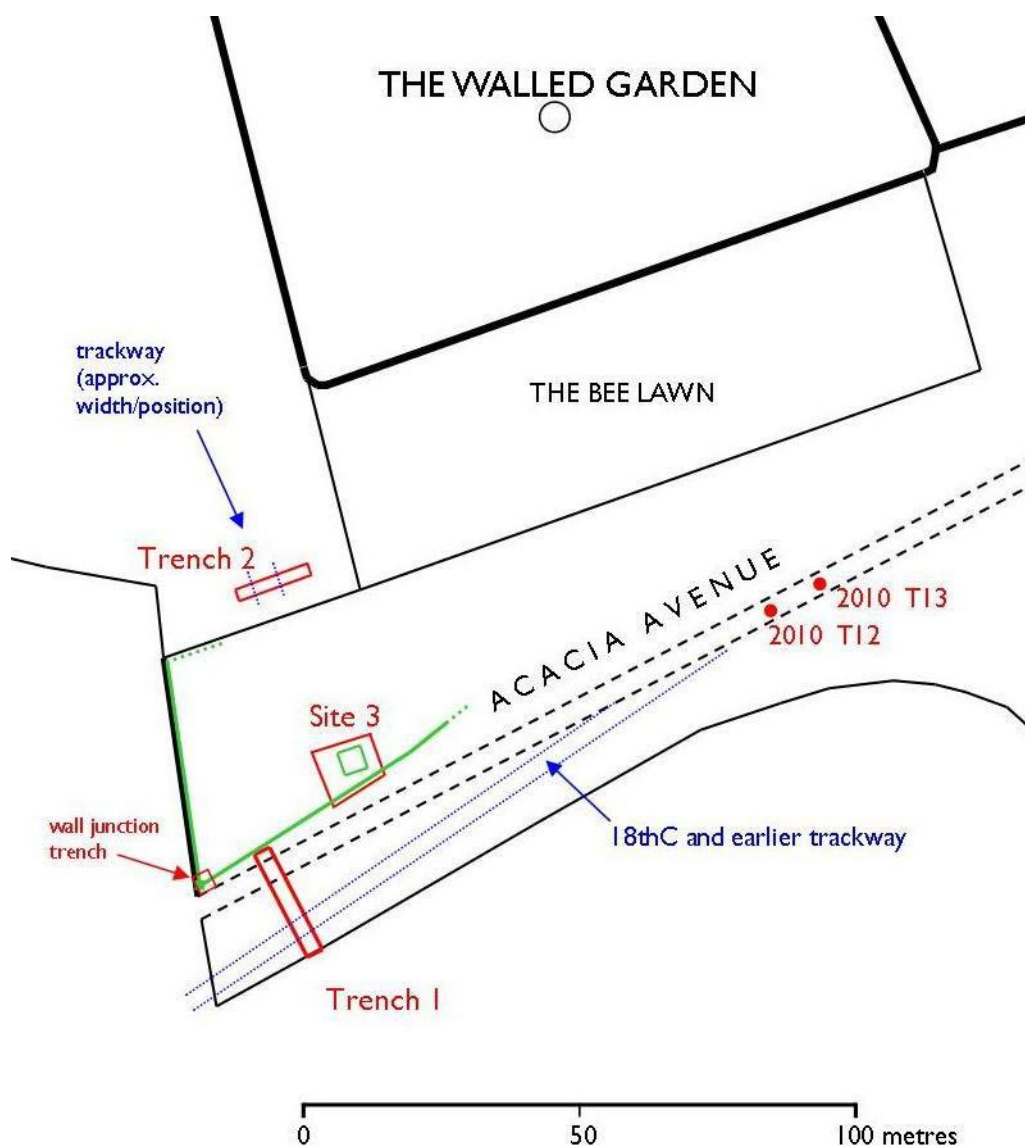 THE WALLED GARDEN
trackway
(approx.
width/position)
THE BEE LAWN
Trench 2
ACACIA AVENUE
2010 T13
2010 T12
Site 3
wall junction
trench
18thC and earlier trackway
Trench 1
0 50 100 metres